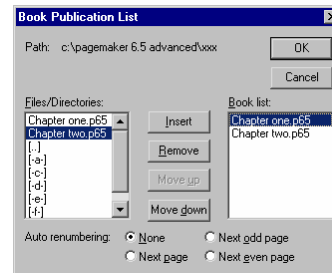 Book Publication List
Path: c:\pagemaker 6.5 advanced\xxx
OK
Cancel
Files/Directories:
Book list:
Chapter one.p65
Chapter two.p65
[..]
[-a-]
[-c-]
[-d-]
[-e-]
[-f-]
Insert
Remove
Move up
Move down
Chapter one.p65
Chapter two.p65
Auto renumbering: None Next odd page
Next page Next even page